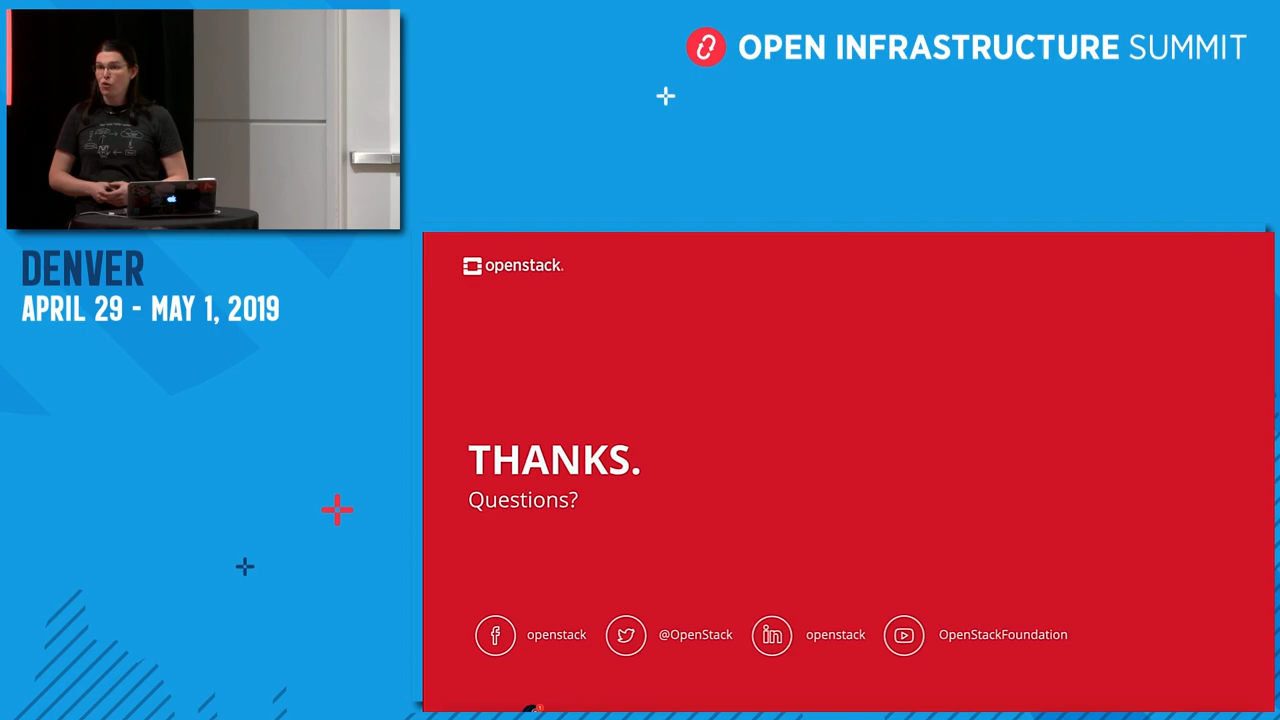 OPEN INFRASTRUCTURE SUMMIT
DENVER
APRIL 29 - MAY 1, 2019
openstack.
THANKS.
Questions?
openstack
@OpenStack
openstack
OpenStackFoundation